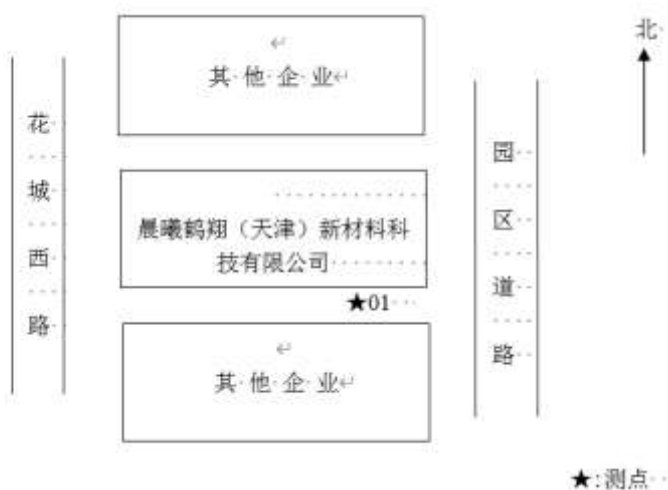 北
其他企业
花城西路
晨曦鹤翔（天津）新材料科
技有限公司
园区道路
★01
其他企业
★:测点